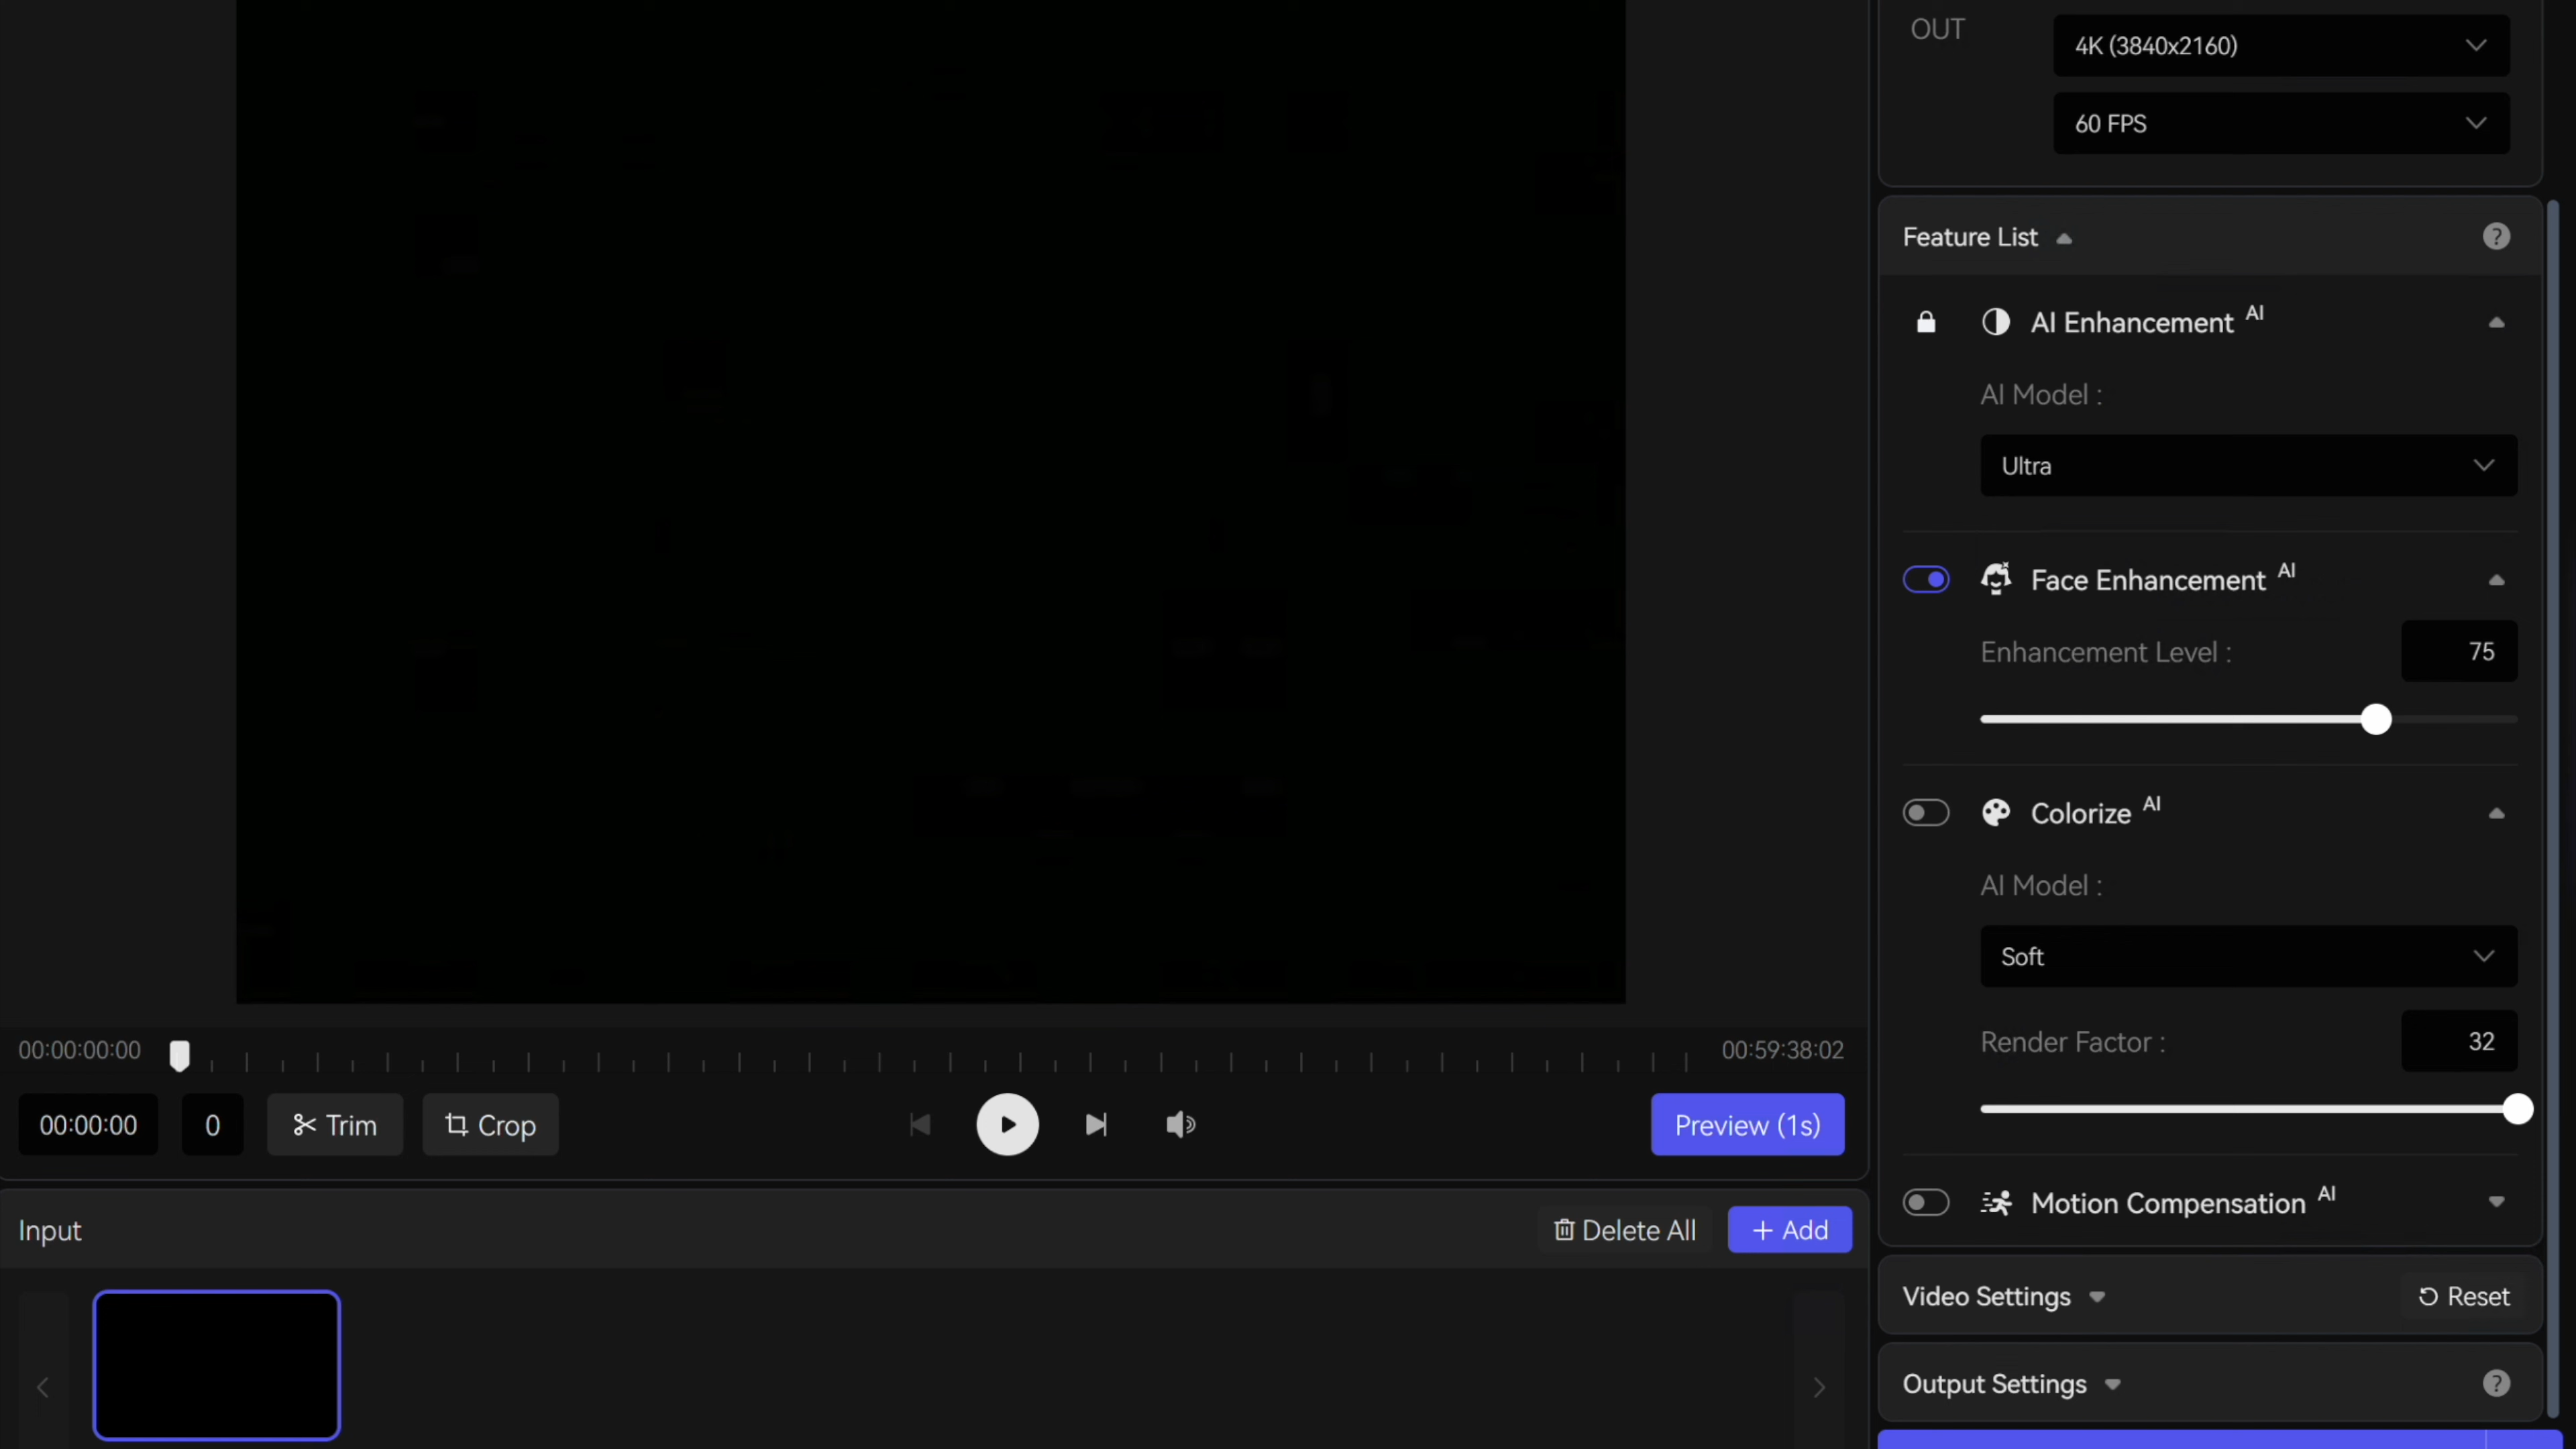 OUT
4K (3840x2160)
60 FPS
Feature List
?
AI Enhancement AI
AI Model :
Ultra
Face Enhancement AI
Enhancement Level : 75
Colorize AI
AI Model :
Soft
Render Factor : 32
Motion Compensation AI
Video Settings
Reset
Output Settings
?
00:00:00:00
00:59:38:02
00:00:00
0
Trim
Crop
Preview (1s)
Input
Delete All
+ Add